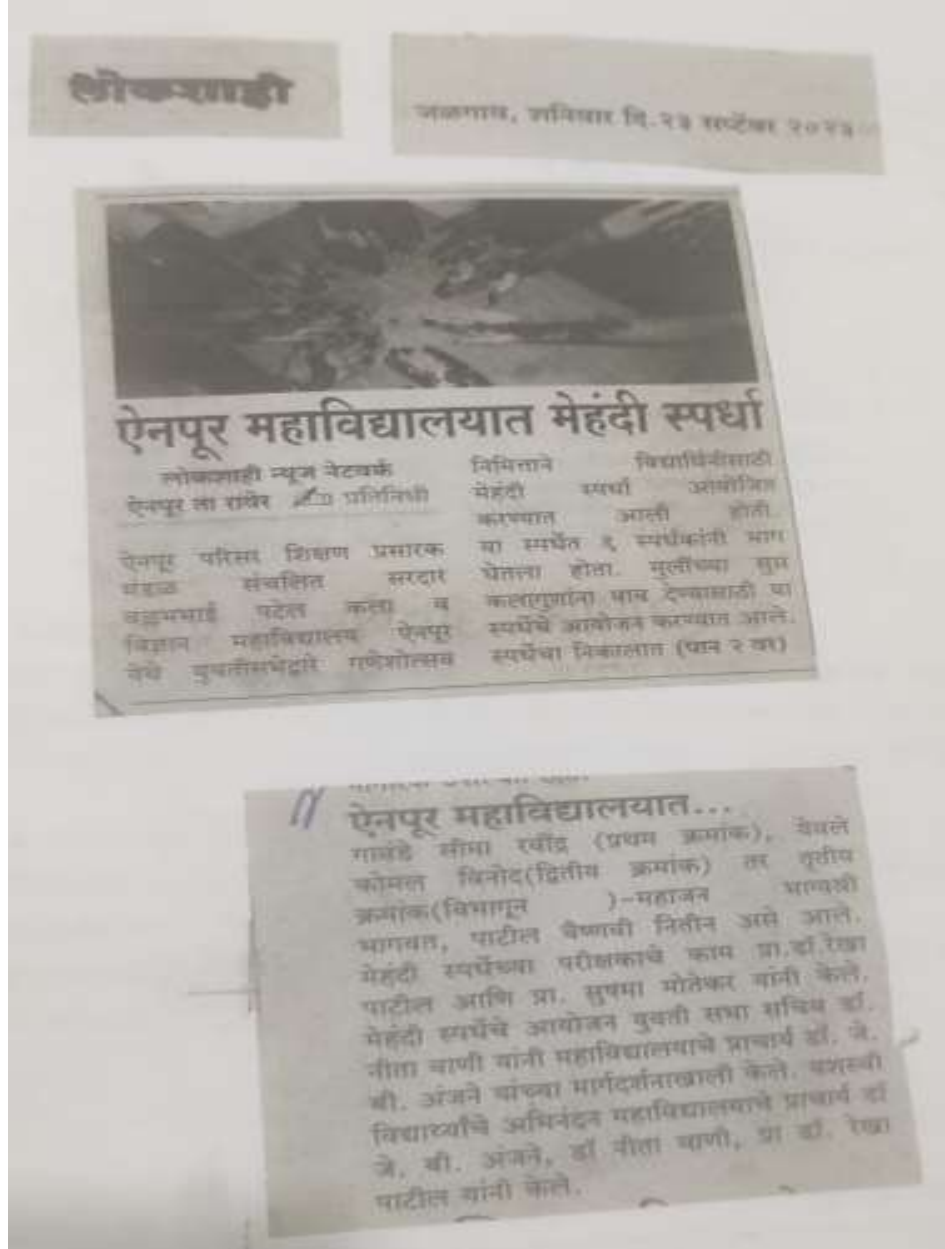 लोकशाही
जळगाव, शनिवार दि.२३ सप्टेंबर २०२३
ऐनपूर महाविद्यालयात मेहंदी स्पर्धा
लोकशाही न्यूज नेटवर्क
ऐनपूर ता रावेर प्रतिनिधी
ऐनपूर परिसर शिक्षण प्रसारक
मंडळ संचलित सरदार
वल्लभभाई पटेल कला व
विज्ञान महाविद्यालय ऐनपूर
येथे युवतीसभेद्वारे गणेशोत्सव
निमित्ताने विद्यार्थिनींसाठी
मेहंदी स्पर्धा आयोजित
करण्यात आली होती.
या स्पर्धेत ६ स्पर्धकांनी भाग
घेतला होता. मुलींच्या सुप्त
कलागुणांना वाव देण्यासाठी या
स्पर्धेचे आयोजन करण्यात आले.
स्पर्धेचा निकालात (पान २ वर)
ऐनपूर महाविद्यालयात...
गावंडे सीमा रवींद्र (प्रथम क्रमांक), येवले
कोमल विनोद(द्वितीय क्रमांक) तर तृतीय
क्रमांक(विभागून )-महाजन भाग्यश्री
भागवत, पाटील वैष्णवी नितीन असे आले.
मेहंदी स्पर्धेच्या परीक्षकाचे काम प्रा.डॉ.रेखा
पाटील आणि प्रा. सुषमा मोतेकर यांनी केले.
मेहंदी स्पर्धेचे आयोजन युवती सभा सचिव डॉ.
नीता वाणी यांनी महाविद्यालयाचे प्राचार्य डॉ. जे.
बी. अंजने यांच्या मार्गदर्शनाखाली केले. यशस्वी
विद्यार्थ्यांचे अभिनंदन महाविद्यालयाचे प्राचार्य डॉ
जे. बी. अंजने, डॉ नीता वाणी, प्रा डॉ. रेखा
पाटील यांनी केले.